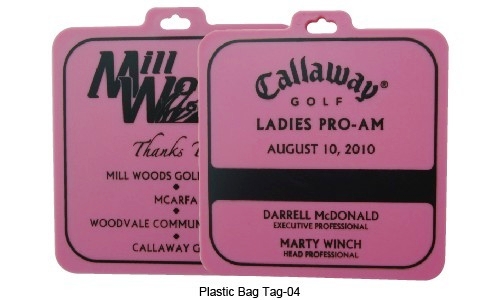 Mill
Thanks
MILL WOODS GOL
MCARFA
WOODVALE COMMUN
CALLAWAY G
Callaway®
GOLF
LADIES PRO-AM
AUGUST 10, 2010
DARRELL McDONALD
EXECUTIVE PROFESSIONAL
MARTY WINCH
HEAD PROFESSIONAL
Plastic Bag Tag-04